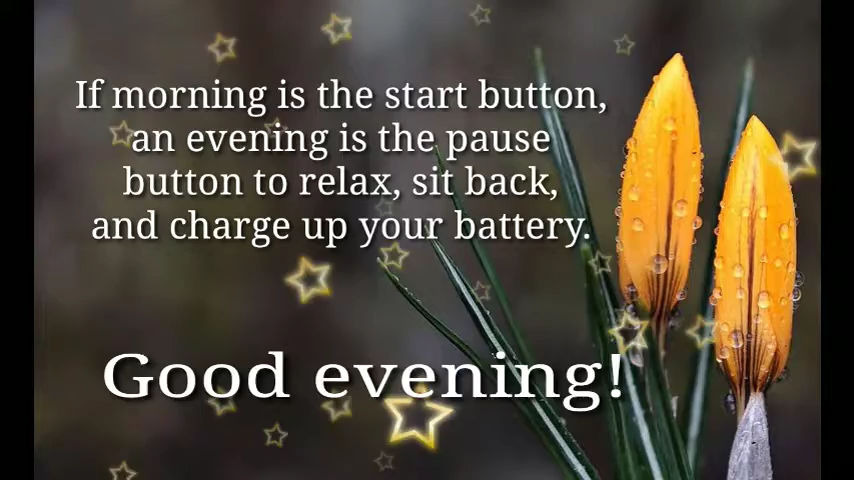 If morning is the start button,
an evening is the pause
button to relax, sit back,
and charge up your battery.
Good evening!